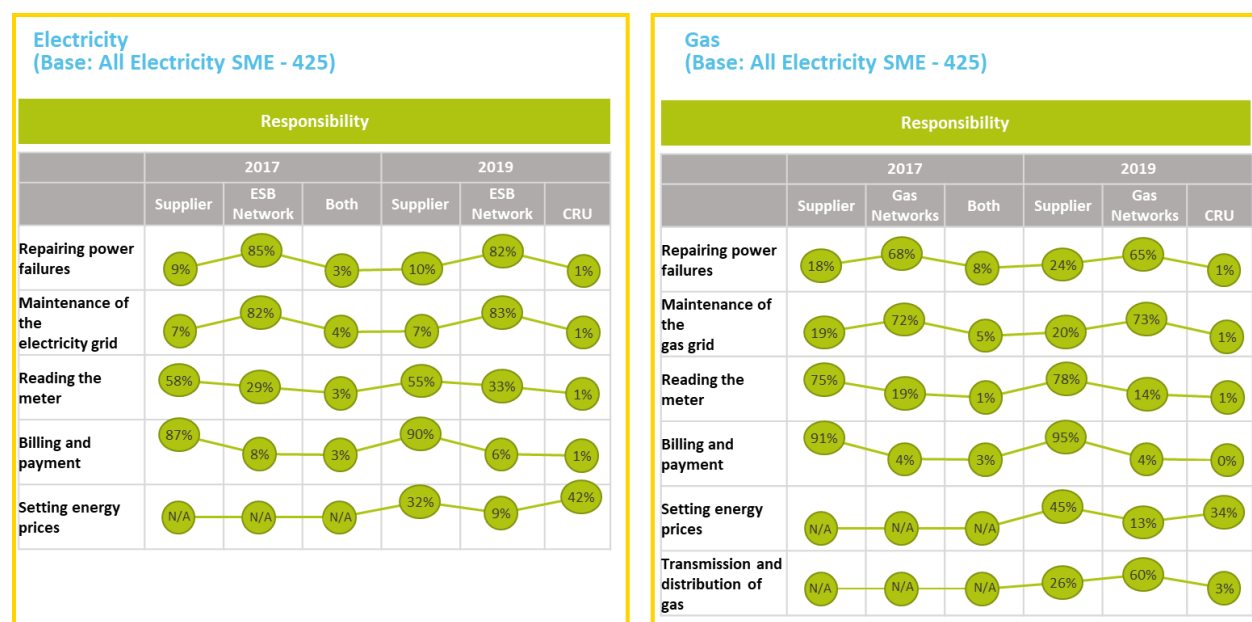 Electricity
(Base: All Electricity SME - 425)
Responsibility
2017 2019
Supplier ESB Network Both Supplier ESB Network CRU
Repairing power failures 9% 85% 3% 10% 82% 1%
Maintenance of the electricity grid 7% 82% 4% 7% 83% 1%
Reading the meter 58% 29% 3% 55% 33% 1%
Billing and payment 87% 8% 3% 90% 6% 1%
Setting energy prices N/A N/A N/A 32% 9% 42%
Gas
(Base: All Electricity SME - 425)
Responsibility
2017 2019
Supplier Gas Networks Both Supplier Gas Networks CRU
Repairing power failures 18% 68% 8% 24% 65% 1%
Maintenance of the gas grid 19% 72% 5% 20% 73% 1%
Reading the meter 75% 19% 1% 78% 14% 1%
Billing and payment 91% 4% 3% 95% 4% 0%
Setting energy prices N/A N/A N/A 45% 13% 34%
Transmission and distribution of gas N/A N/A N/A 26% 60% 3%